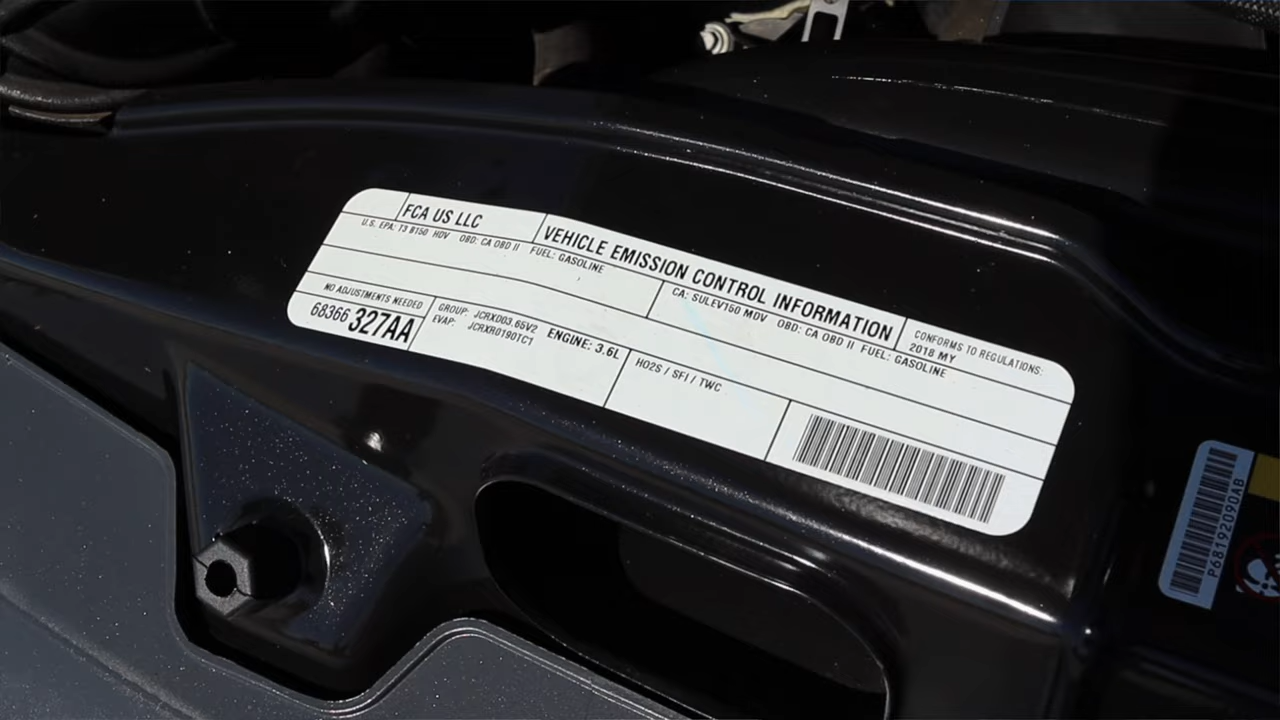 FCA US LLC
VEHICLE EMISSION CONTROL INFORMATION
CONFORMS TO REGULATIONS:
2018 MY
U.S. EPA: T3 B150 HDV OBD: CA OBD II FUEL: GASOLINE
CA: SULEV150 MDV OBD: CA OBD II FUEL: GASOLINE
NO ADJUSTMENTS NEEDED
68366327AA
GROUP: JCRXD03.65V2
EVAP: JCRXR0190TC1
ENGINE: 3.6L
HO2S / SFI / TWC
P68192090AB